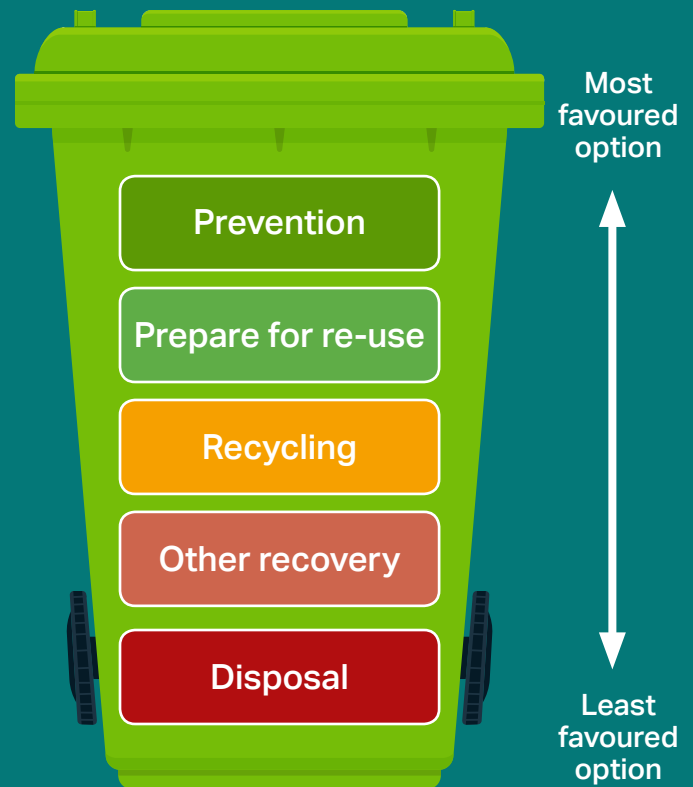 Most
favoured
option
Prevention
Prepare for re-use
Recycling
Other recovery
Disposal
Least
favoured
option